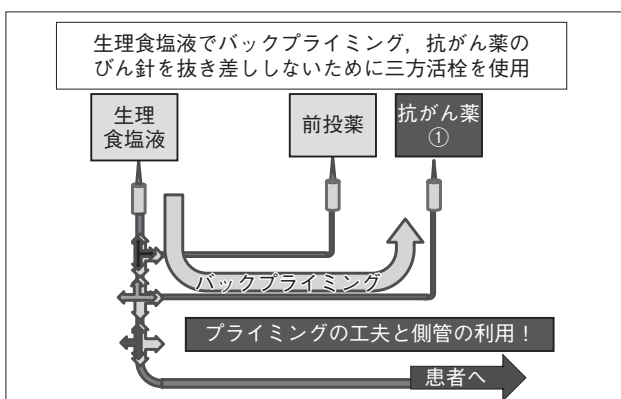 生理食塩液でバックプライミング，抗がん薬の
びん針を抜き差ししないために三方活栓を使用
生理
食塩液
前投薬
抗がん薬
①
バックプライミング
プライミングの工夫と側管の利用！
患者へ